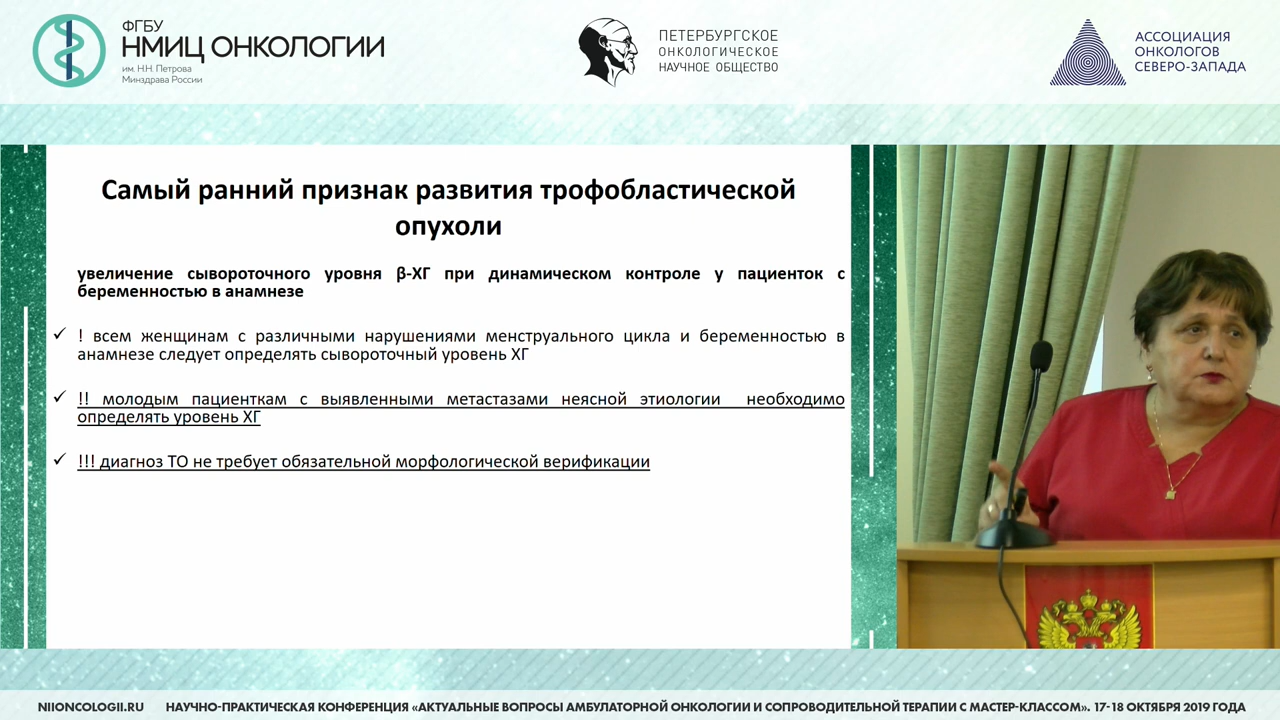 ФГБУ
НМИЦ ОНКОЛОГИИ
им. Н.Н. Петрова
Минздрава России
ПЕТЕРБУРГСКОЕ
ОНКОЛОГИЧЕСКОЕ
НАУЧНОЕ ОБЩЕСТВО
АССОЦИАЦИЯ
ОНКОЛОГОВ
СЕВЕРО-ЗАПАДА
Самый ранний признак развития трофобластической
опухоли
увеличение сывороточного уровня β-ХГ при динамическом контроле у пациенток с
беременностью в анамнезе
✓ ! всем женщинам с различными нарушениями менструального цикла и беременностью в
анамнезе следует определять сывороточный уровень ХГ
✓ !! молодым пациенткам с выявленными метастазами неясной этиологии необходимо
определять уровень ХГ
✓ !!! диагноз ТО не требует обязательной морфологической верификации
NIIONCOLOGII.RU НАУЧНО-ПРАКТИЧЕСКАЯ КОНФЕРЕНЦИЯ «АКТУАЛЬНЫЕ ВОПРОСЫ АМБУЛАТОРНОЙ ОНКОЛОГИИ И СОПРОВОДИТЕЛЬНОЙ ТЕРАПИИ С МАСТЕР-КЛАССОМ». 17-18 ОКТЯБРЯ 2019 ГОДА